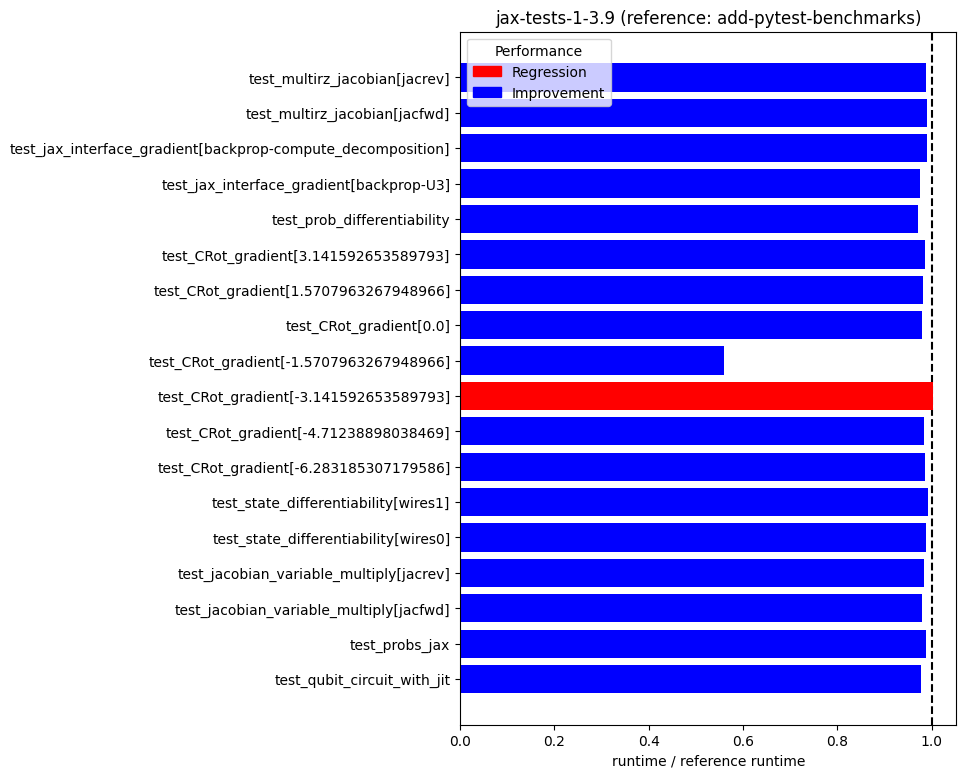 jax-tests-1-3.9 (reference: add-pytest-benchmarks)
Performance
Regression
Improvement
test_multirz_jacobian[jacrev]
test_multirz_jacobian[jacfwd]
test_jax_interface_gradient[backprop-compute_decomposition]
test_jax_interface_gradient[backprop-U3]
test_prob_differentiability
test_CRot_gradient[3.141592653589793]
test_CRot_gradient[1.5707963267948966]
test_CRot_gradient[0.0]
test_CRot_gradient[-1.5707963267948966]
test_CRot_gradient[-3.141592653589793]
test_CRot_gradient[-4.71238898038469]
test_CRot_gradient[-6.283185307179586]
test_state_differentiability[wires1]
test_state_differentiability[wires0]
test_jacobian_variable_multiply[jacrev]
test_jacobian_variable_multiply[jacfwd]
test_probs_jax
test_qubit_circuit_with_jit
0.0 0.2 0.4 0.6 0.8 1.0
runtime / reference runtime